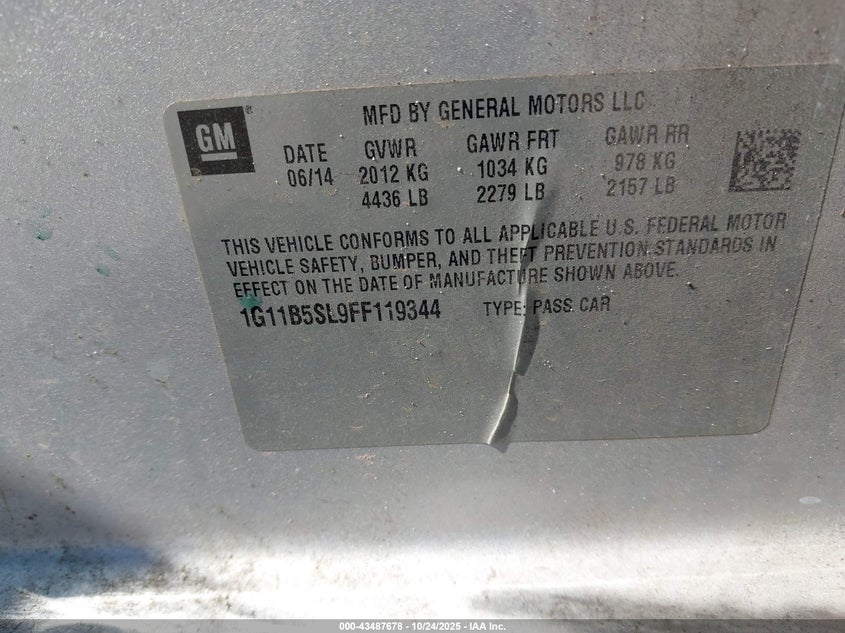 GM
MFD BY GENERAL MOTORS LLC
DATE GVWR GAWR FRT GAWR RR
06/14 2012 KG 1034 KG 978 KG
4436 LB 2279 LB 2157 LB
THIS VEHICLE CONFORMS TO ALL APPLICABLE U.S. FEDERAL MOTOR
VEHICLE SAFETY, BUMPER, AND THEFT PREVENTION STANDARDS IN
EFFECT ON THE DATE OF MANUFACTURE SHOWN ABOVE.
1G11B5SL9FF119344 TYPE: PASS CAR
000-43487678 - 10/24/2025 - IAA Inc.